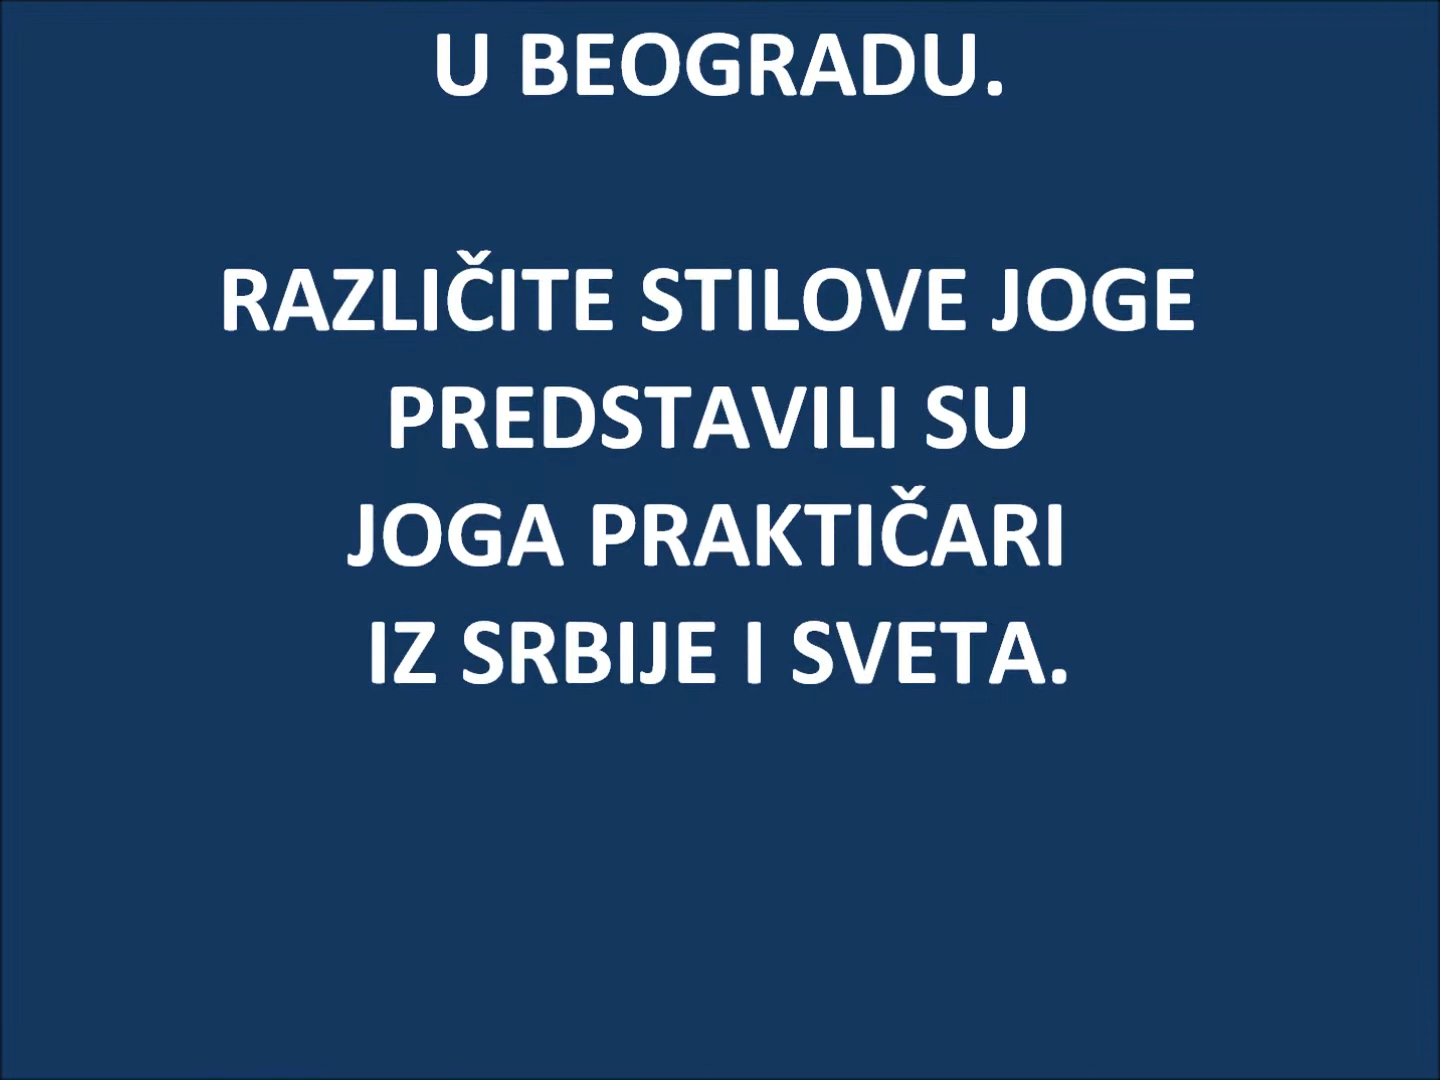 U BEOGRADU.
RAZLIČITE STILOVE JOGE
PREDSTAVILI SU
JOGA PRAKTIČARI
IZ SRBIJE I SVETA.